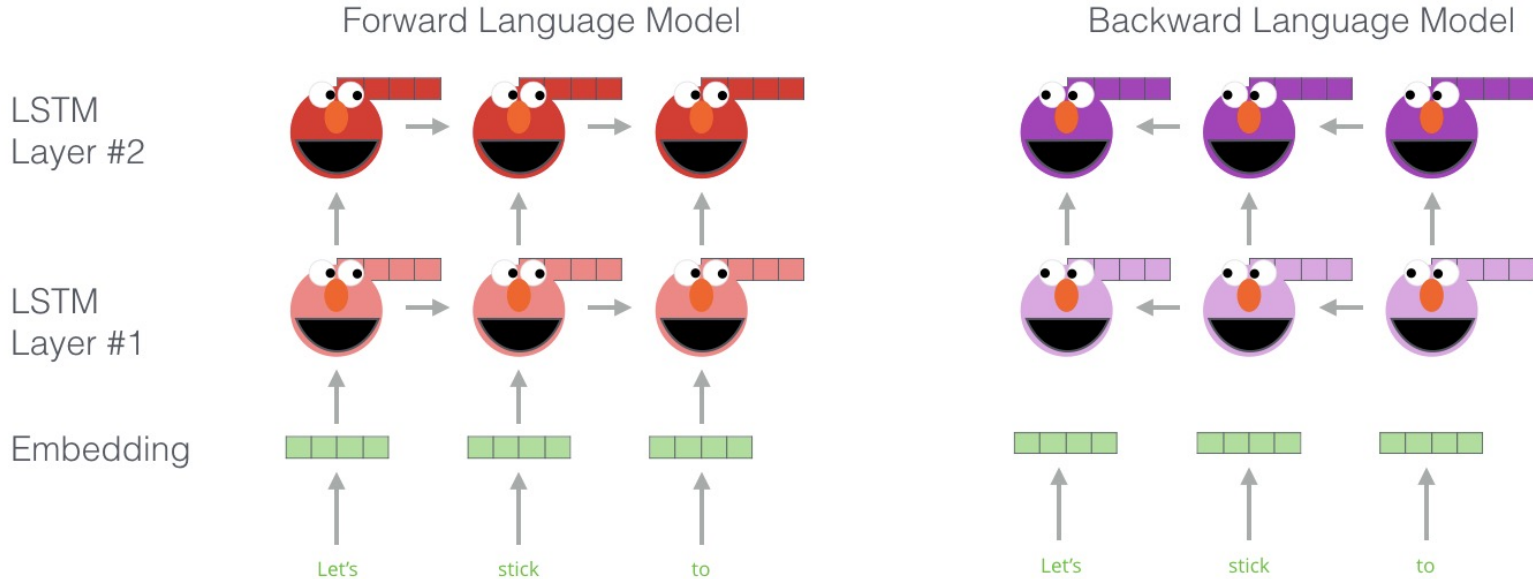 Forward Language Model
Backward Language Model
LSTM
Layer #2
LSTM
Layer #1
Embedding
Let's
stick
to
Let's
stick
to